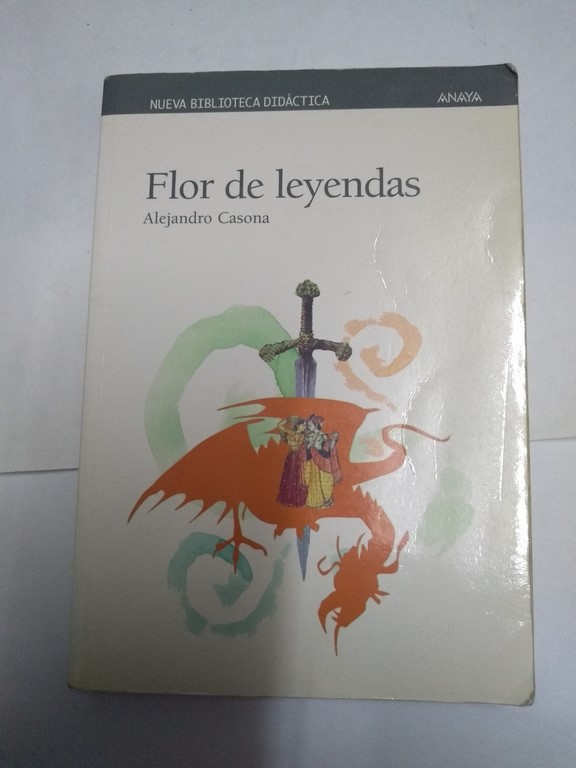 NUEVA BIBLIOTECA DIDÁCTICA
ANAYA
Flor de leyendas
Alejandro Casona